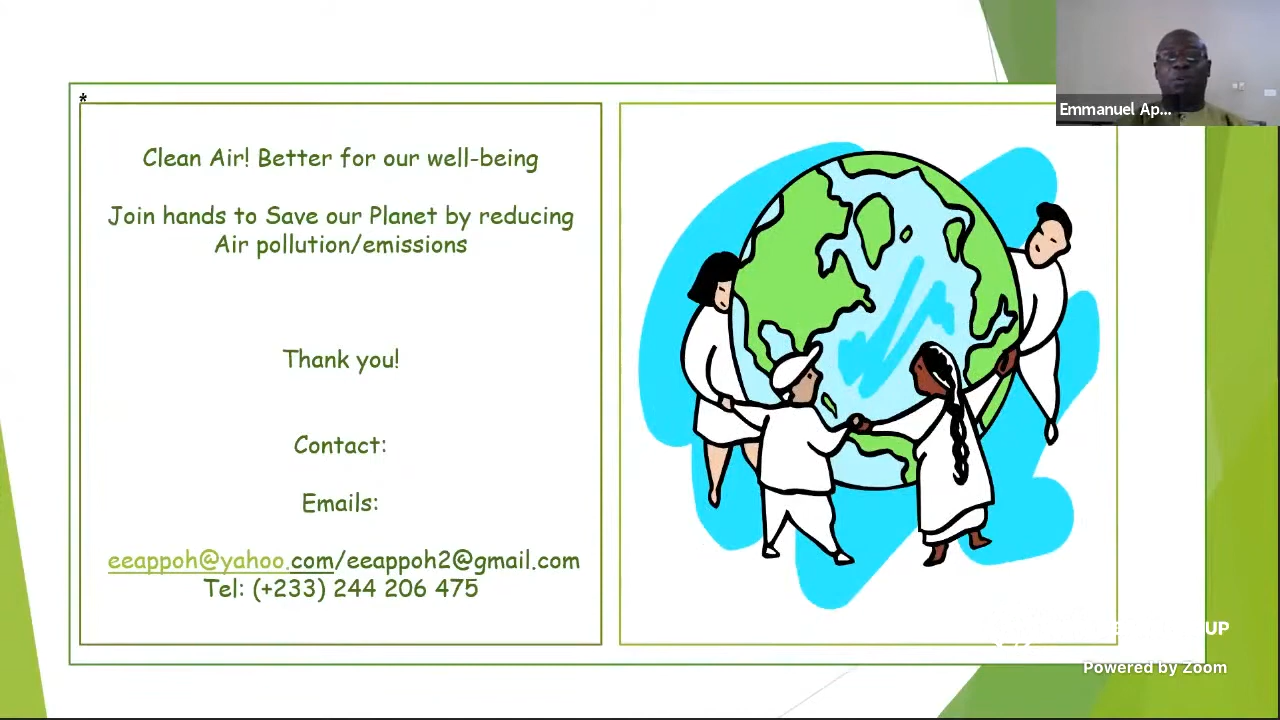 Emmanuel Ap...
*
Clean Air! Better for our well-being
Join hands to Save our Planet by reducing
Air pollution/emissions
Thank you!
Contact:
Emails:
eeappoh@yahoo.com/eeappoh2@gmail.com
Tel: (+233) 244 206 475
UP
Powered by Zoom